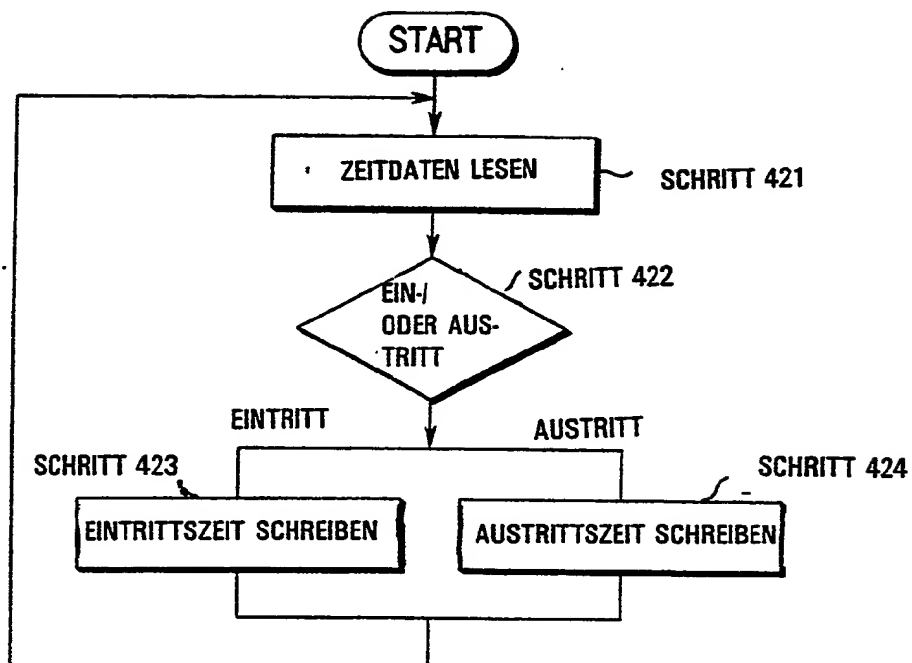 START
ZEITDATEN LESEN
SCHRITT 421
SCHRITT 422
EIN-/
ODER AUS-
TRITT
EINTRITT
AUSTRITT
SCHRITT 423
SCHRITT 424
EINTRITTSZEIT SCHREIBEN
AUSTRITTSZEIT SCHREIBEN